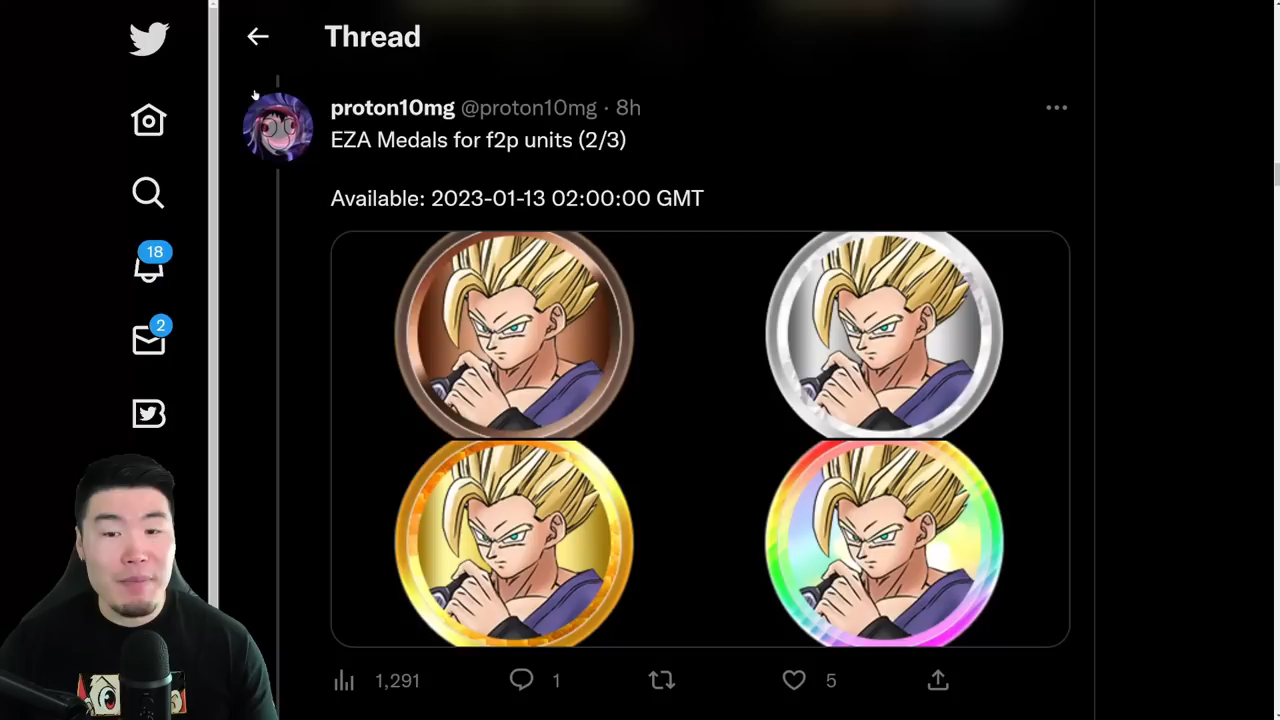 Thread
proton10mg @proton10mg · 8h
EZA Medals for f2p units (2/3)
Available: 2023-01-13 02:00:00 GMT
18
2
1,291
1
5